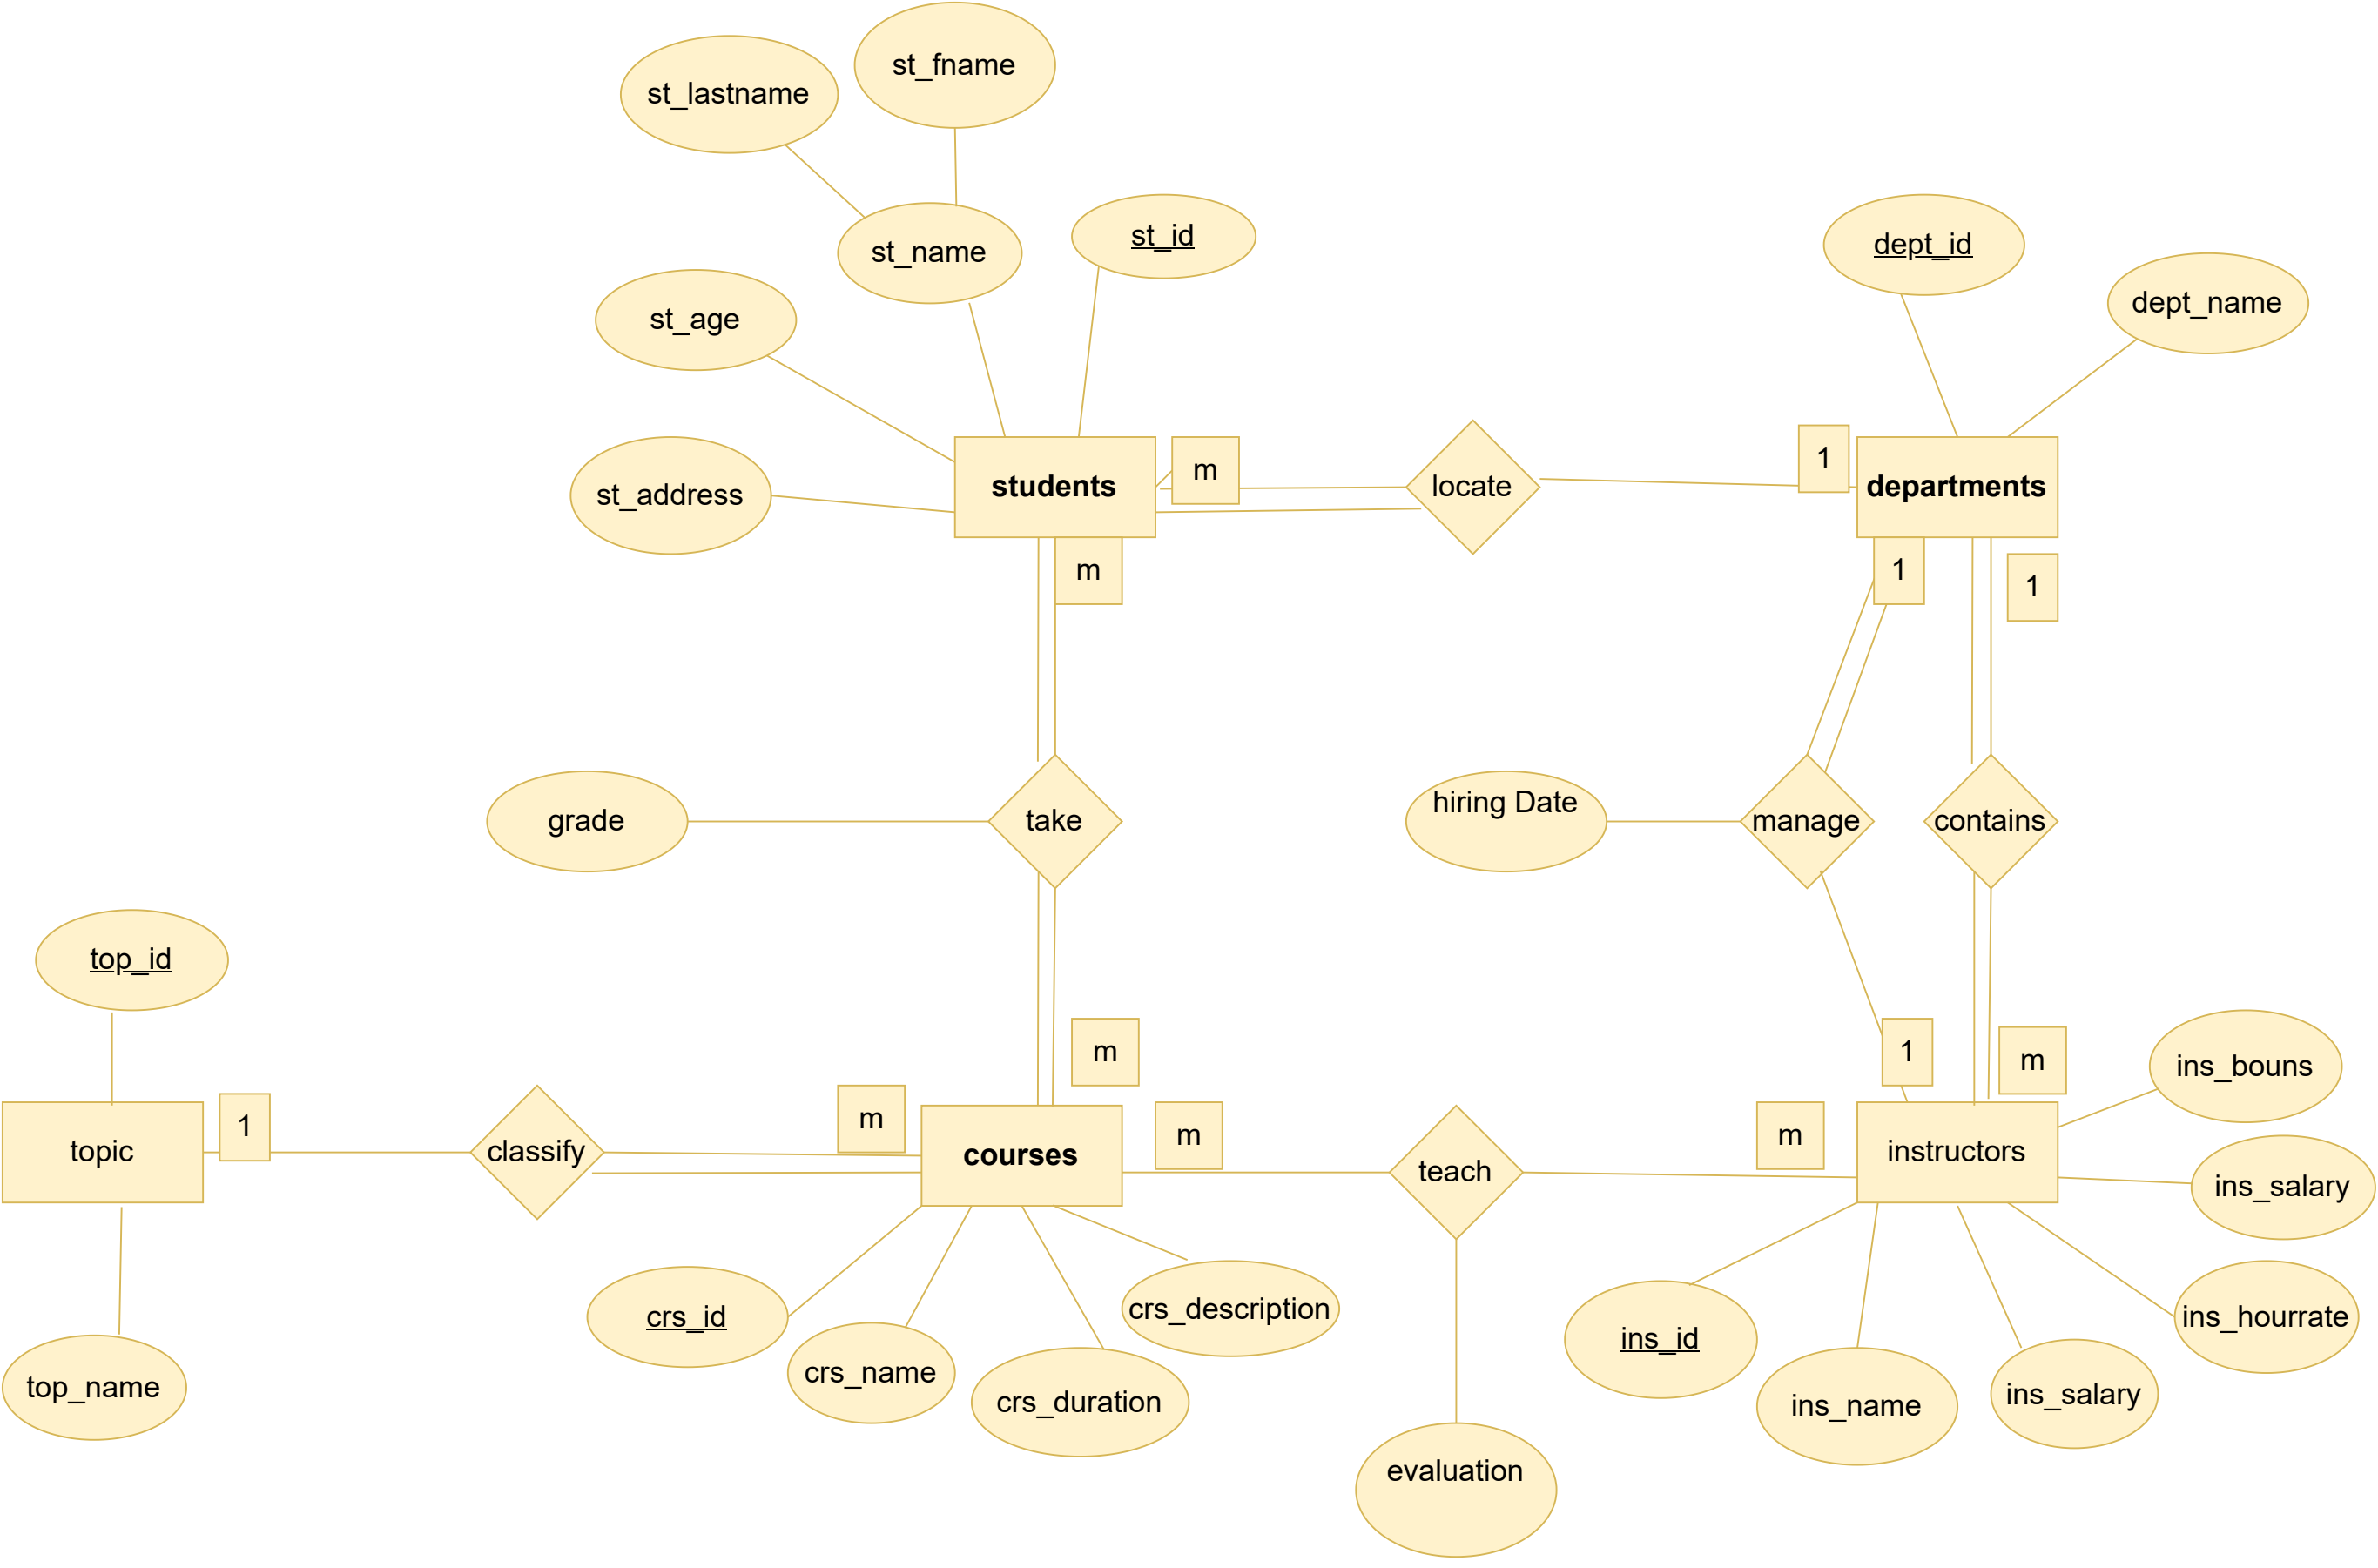 st_fname
st_lastname
st_id
dept_id
st_name
dept_name
st_age
1
m
students
locate
departments
st_address
m
1
1
hiring Date
grade
take
manage
contains
top_id
m
1
m
ins_bouns
m
1
m
m
topic
classify
courses
teach
instructors
ins_salary
crs_description
crs_id
ins_hourrate
ins_id
crs_name
top_name
ins_salary
crs_duration
ins_name
evaluation